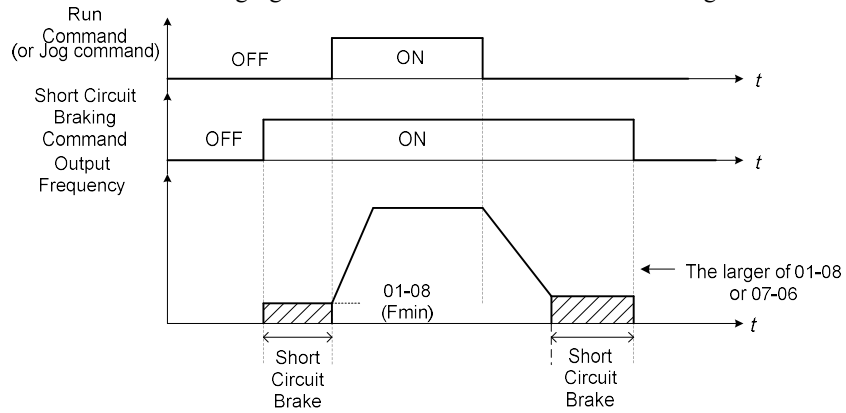 Run
Command
(or Jog command)
OFF
ON
t
Short Circuit
Braking
Command
OFF
ON
t
Output
Frequency
01-08
(Fmin)
The larger of 01-08
or 07-06
t
Short
Circuit
Brake
Short
Circuit
Brake